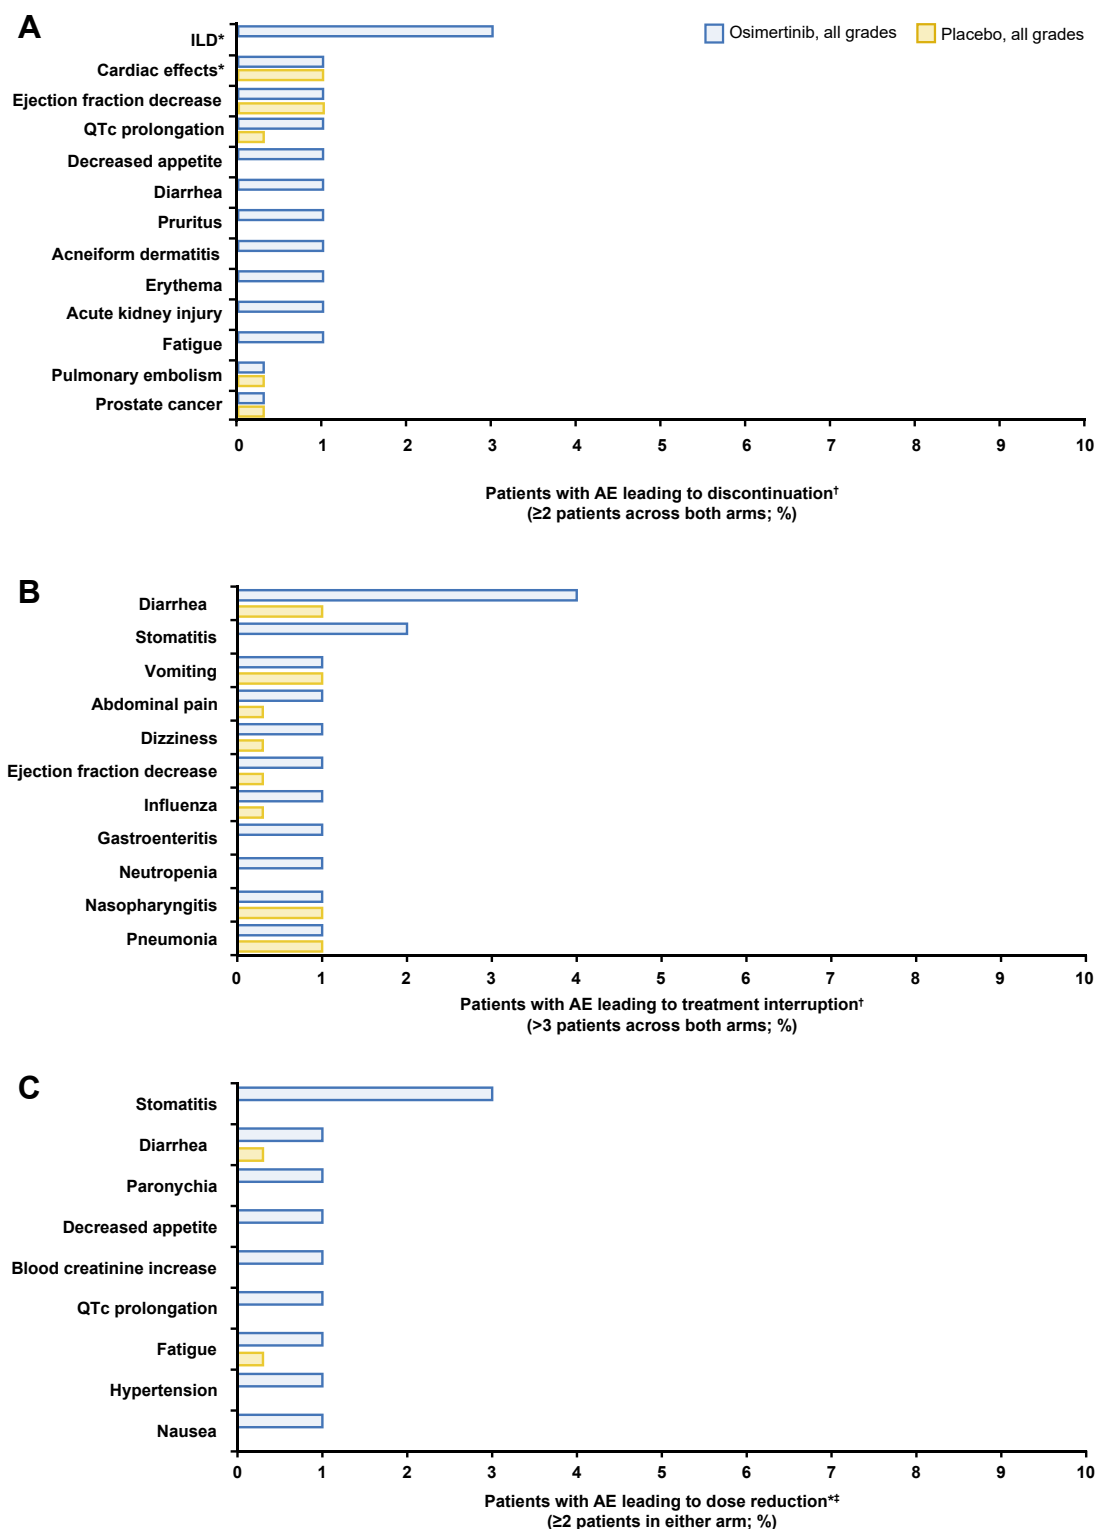 A
Osimertinib, all grades
Placebo, all grades
ILD*
Cardiac effects*
Ejection fraction decrease
QTc prolongation
Decreased appetite
Diarrhea
Pruritus
Acneiform dermatitis
Erythema
Acute kidney injury
Fatigue
Pulmonary embolism
Prostate cancer
0 1 2 3 4 5 6 7 8 9 10
Patients with AE leading to discontinuation†
(≥2 patients across both arms; %)
B
Diarrhea
Stomatitis
Vomiting
Abdominal pain
Dizziness
Ejection fraction decrease
Influenza
Gastroenteritis
Neutropenia
Nasopharyngitis
Pneumonia
0 1 2 3 4 5 6 7 8 9 10
Patients with AE leading to treatment interruption†
(>3 patients across both arms; %)
C
Stomatitis
Diarrhea
Paronychia
Decreased appetite
Blood creatinine increase
QTc prolongation
Fatigue
Hypertension
Nausea
0 1 2 3 4 5 6 7 8 9 10
Patients with AE leading to dose reduction*‡
(≥2 patients in either arm; %)